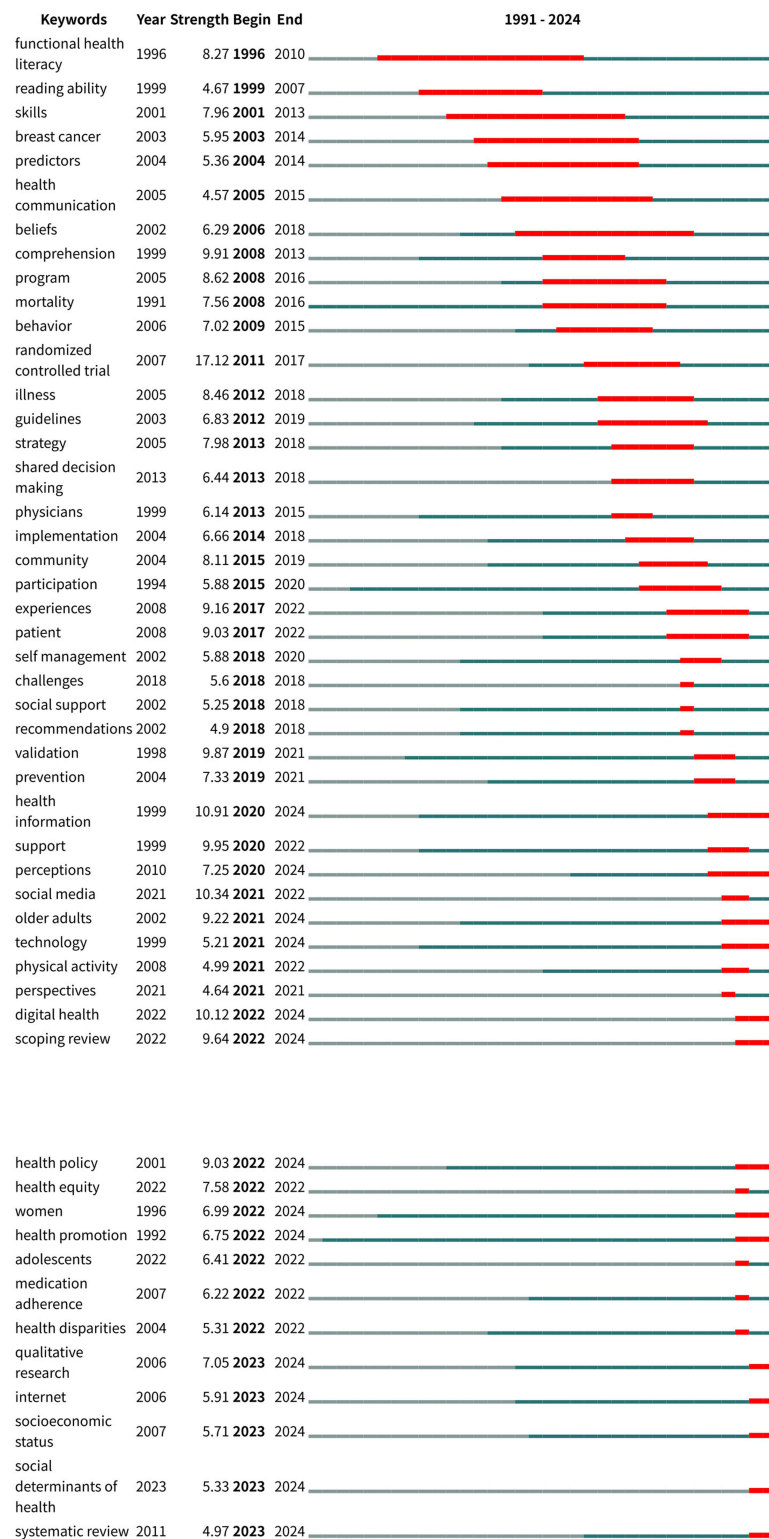 Keywords Year Strength Begin End 1991 - 2024
functional health
literacy 1996 8.27 1996 2010
reading ability 1999 4.67 1999 2007
skills 2001 7.96 2001 2013
breast cancer 2003 5.95 2003 2014
predictors 2004 5.36 2004 2014
health
communication 2005 4.57 2005 2015
beliefs 2002 6.29 2006 2018
comprehension 1999 9.91 2008 2013
program 2005 8.62 2008 2016
mortality 1991 7.56 2008 2016
behavior 2006 7.02 2009 2015
randomized
controlled trial 2007 17.12 2011 2017
illness 2005 8.46 2012 2018
guidelines 2003 6.83 2012 2019
strategy 2005 7.98 2013 2018
shared decision
making 2013 6.44 2013 2018
physicians 1999 6.14 2013 2015
implementation 2004 6.66 2014 2018
community 2004 8.11 2015 2019
participation 1994 5.88 2015 2020
experiences 2008 9.16 2017 2022
patient 2008 9.03 2017 2022
self management 2002 5.88 2018 2020
challenges 2018 5.6 2018 2018
social support 2002 5.25 2018 2018
recommendations 2002 4.9 2018 2018
validation 1998 9.87 2019 2021
prevention 2004 7.33 2019 2021
health
information 1999 10.91 2020 2024
support 1999 9.95 2020 2022
perceptions 2010 7.25 2020 2024
social media 2021 10.34 2021 2022
older adults 2002 9.22 2021 2024
technology 1999 5.21 2021 2024
physical activity 2008 4.99 2021 2022
perspectives 2021 4.64 2021 2021
digital health 2022 10.12 2022 2024
scoping review 2022 9.64 2022 2024
health policy 2001 9.03 2022 2024
health equity 2022 7.58 2022 2022
women 1996 6.99 2022 2024
health promotion 1992 6.75 2022 2024
adolescents 2022 6.41 2022 2022
medication
adherence 2007 6.22 2022 2022
health disparities 2004 5.31 2022 2022
qualitative
research 2006 7.05 2023 2024
internet 2006 5.91 2023 2024
socioeconomic
status 2007 5.71 2023 2024
social
determinants of 2023 5.33 2023 2024
health
systematic review 2011 4.97 2023 2024